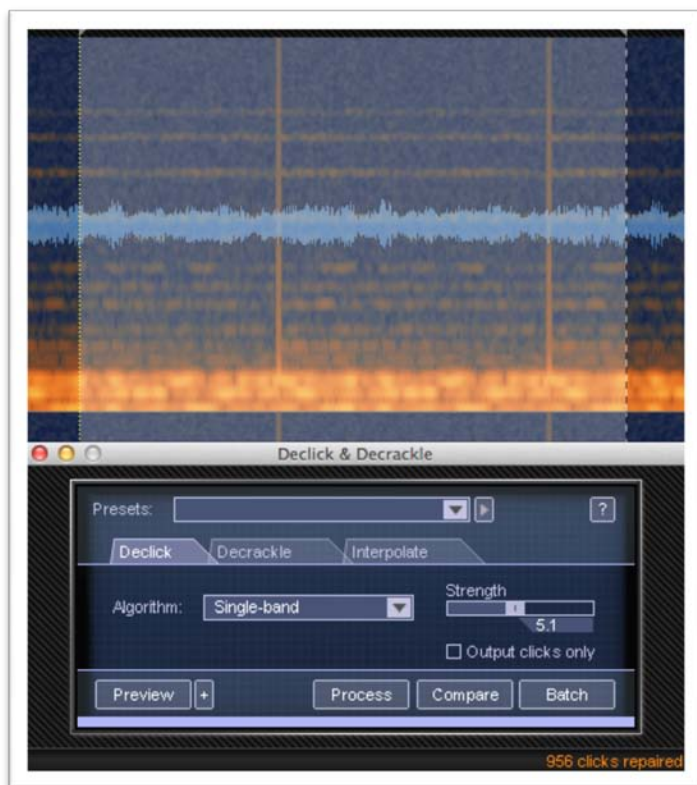 Declick & Decrackle
Presets: ?
Declick Decrackle Interpolate
Algorithm: Single-band
Strength
5.1
Output clicks only
Preview + Process Compare Batch
956 clicks repaired